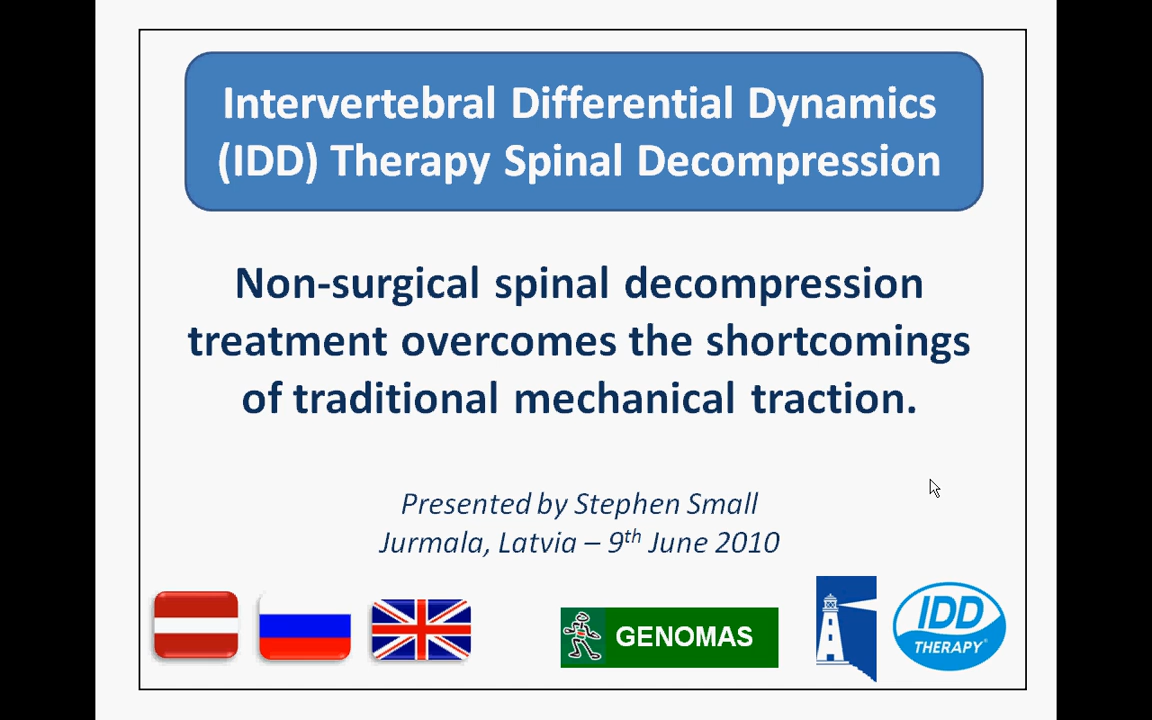 Intervertebral Differential Dynamics
(IDD) Therapy Spinal Decompression
Non-surgical spinal decompression
treatment overcomes the shortcomings
of traditional mechanical traction.
Presented by Stephen Small
Jurmala, Latvia – 9th June 2010
GENOMAS
IDD
THERAPY®